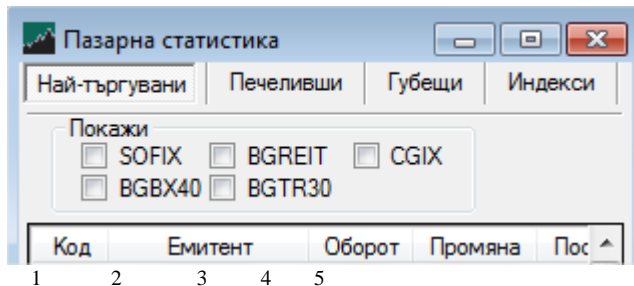 Пазарна статистика
Най-търгувани Печеливши Губещи Индекси
Покажи
SOFIX BGREIT CGIX
BGBX40 BGTR30
Код Емитент Оборот Промяна Пос
1 2 3 4 5